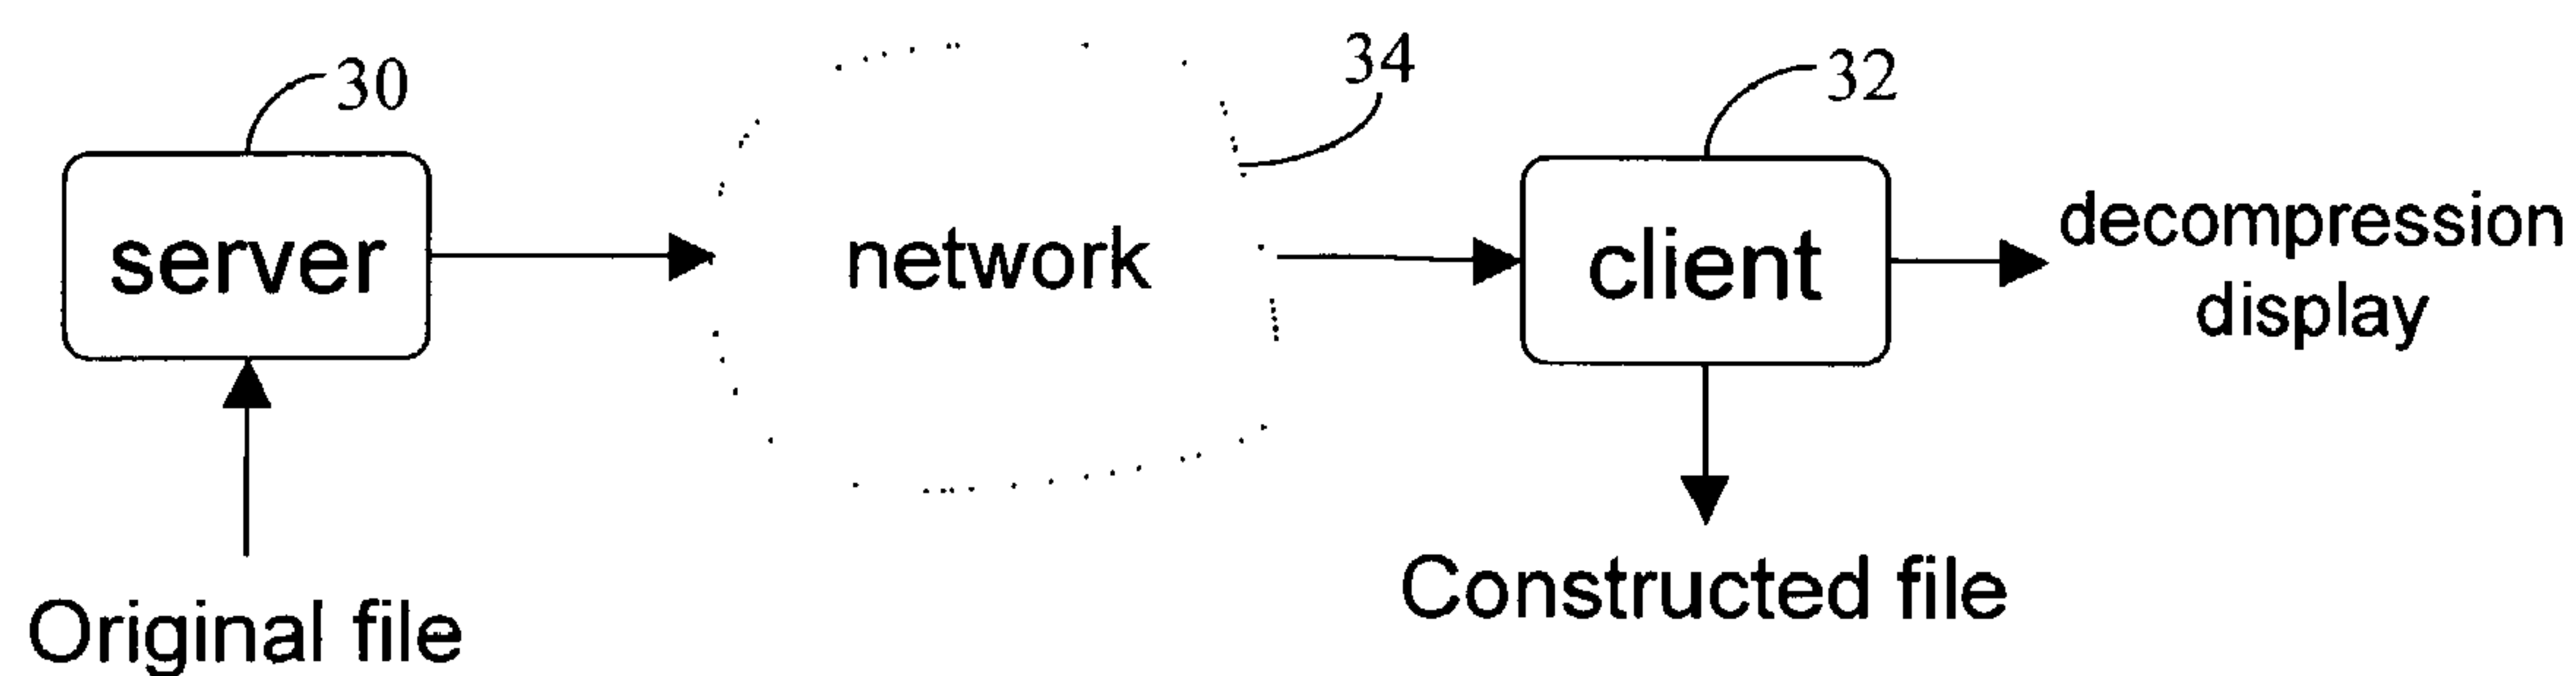 30
34
32
server
network
client
decompression
display
Original file
Constructed file